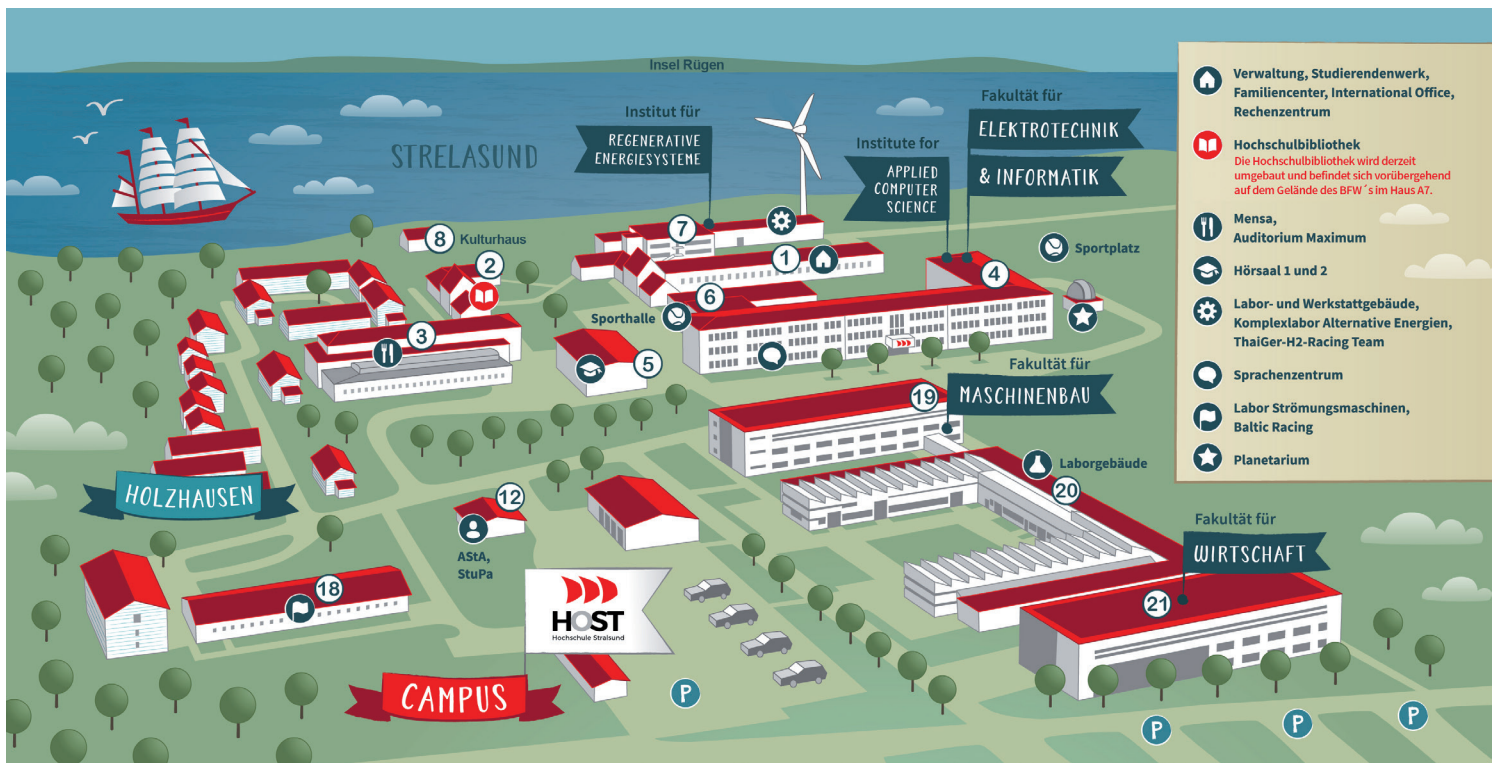 Insel Rügen
STRELASUND
Institut für
REGENERATIVE
ENERGIESYSTEME
Institute for
APPLIED
COMPUTER
SCIENCE
Fakultät für
ELEKTROTECHNIK
& INFORMATIK
8
Kulturhaus
2
7
1
6
Sporthalle
4
Sportplatz
3
5
Fakultät für
MASCHINENBAU
19
Laborgebäude
20
HOLZHAUSEN
12
AStA,
StuPa
18
HOST
Hochschule Stralsund
CAMPUS
Fakultät für
WIRTSCHAFT
21
P
P
P
P
Verwaltung, Studierendenwerk,
Familiencenter, International Office,
Rechenzentrum
Hochschulbibliothek
Die Hochschulbibliothek wird derzeit
umgebaut und befindet sich vorübergehend
auf dem Gelände des BFW´s im Haus A7.
Mensa,
Auditorium Maximum
Hörsaal 1 und 2
Labor- und Werkstattgebäude,
Komplexlabor Alternative Energien,
ThaiGer-H2-Racing Team
Sprachenzentrum
Labor Strömungsmaschinen,
Baltic Racing
Planetarium